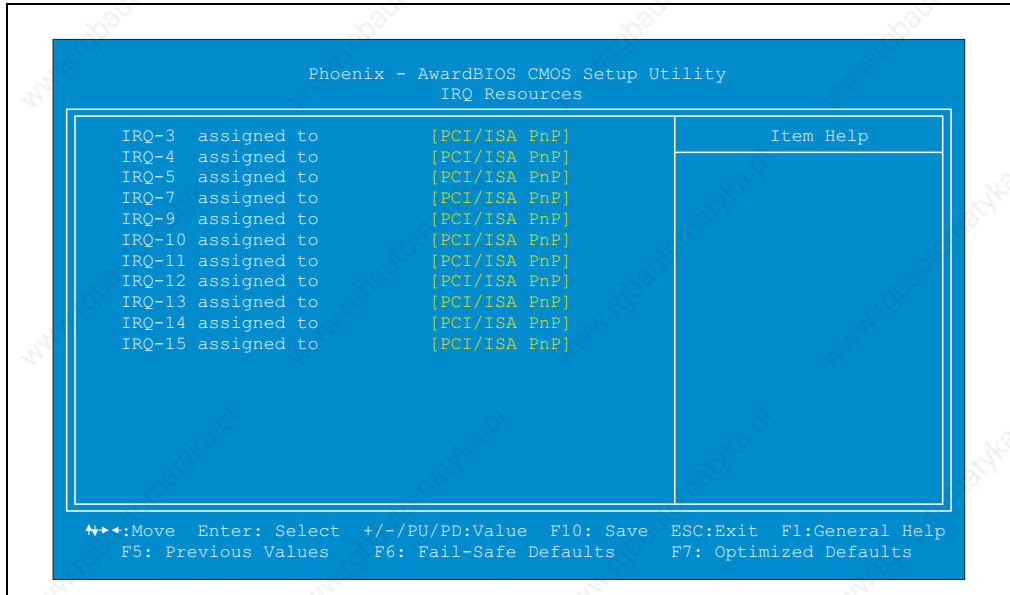 Phoenix - AwardBIOS CMOS Setup Utility
IRQ Resources
IRQ-3 assigned to [PCI/ISA PnP]
IRQ-4 assigned to [PCI/ISA PnP]
IRQ-5 assigned to [PCI/ISA PnP]
IRQ-7 assigned to [PCI/ISA PnP]
IRQ-9 assigned to [PCI/ISA PnP]
IRQ-10 assigned to [PCI/ISA PnP]
IRQ-11 assigned to [PCI/ISA PnP]
IRQ-12 assigned to [PCI/ISA PnP]
IRQ-13 assigned to [PCI/ISA PnP]
IRQ-14 assigned to [PCI/ISA PnP]
IRQ-15 assigned to [PCI/ISA PnP]
Item Help
:Move Enter: Select +/-/PU/PD:Value F10: Save ESC:Exit F1:General Help
F5: Previous Values F6: Fail-Safe Defaults F7: Optimized Defaults
www.rgbautomatyka.pl